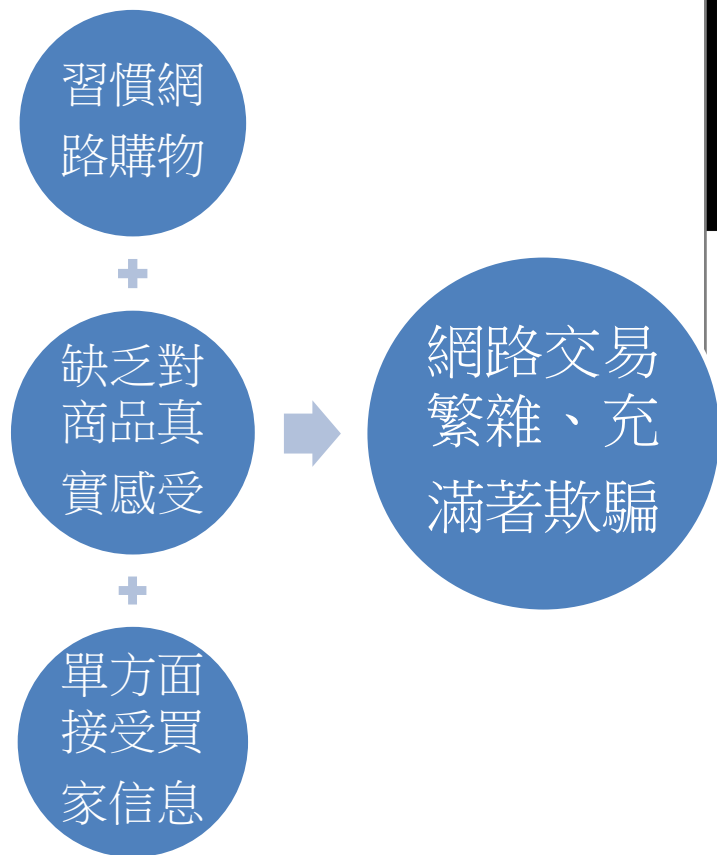 習慣網
路購物
缺乏對
商品真
實感受
單方面
接受買
家信息
網路交易
繁雜、充
滿著欺騙